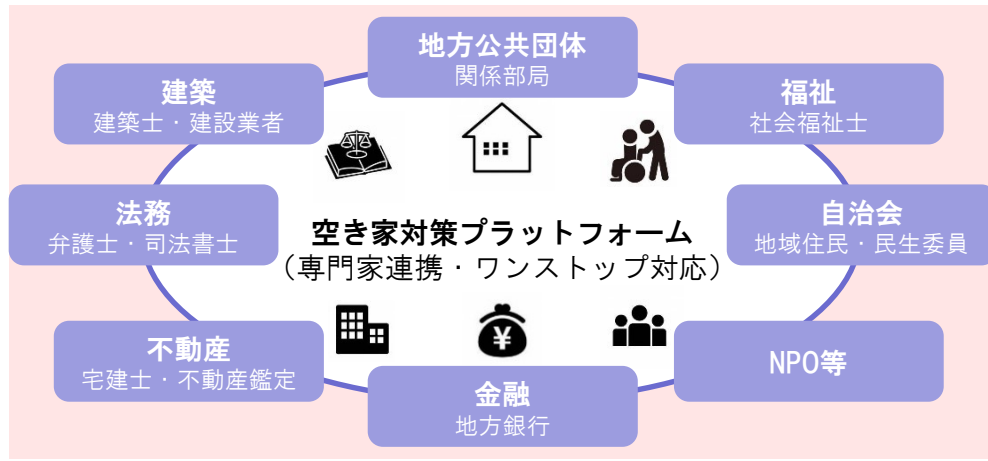 地方公共団体
関係部局
建築
建築士・建設業者
福祉
社会福祉士
法務
弁護士・司法書士
空き家対策プラットフォーム
（専門家連携・ワンストップ対応）
自治会
地域住民・民生委員
不動産
宅建士・不動産鑑定
¥
NPO等
金融
地方銀行